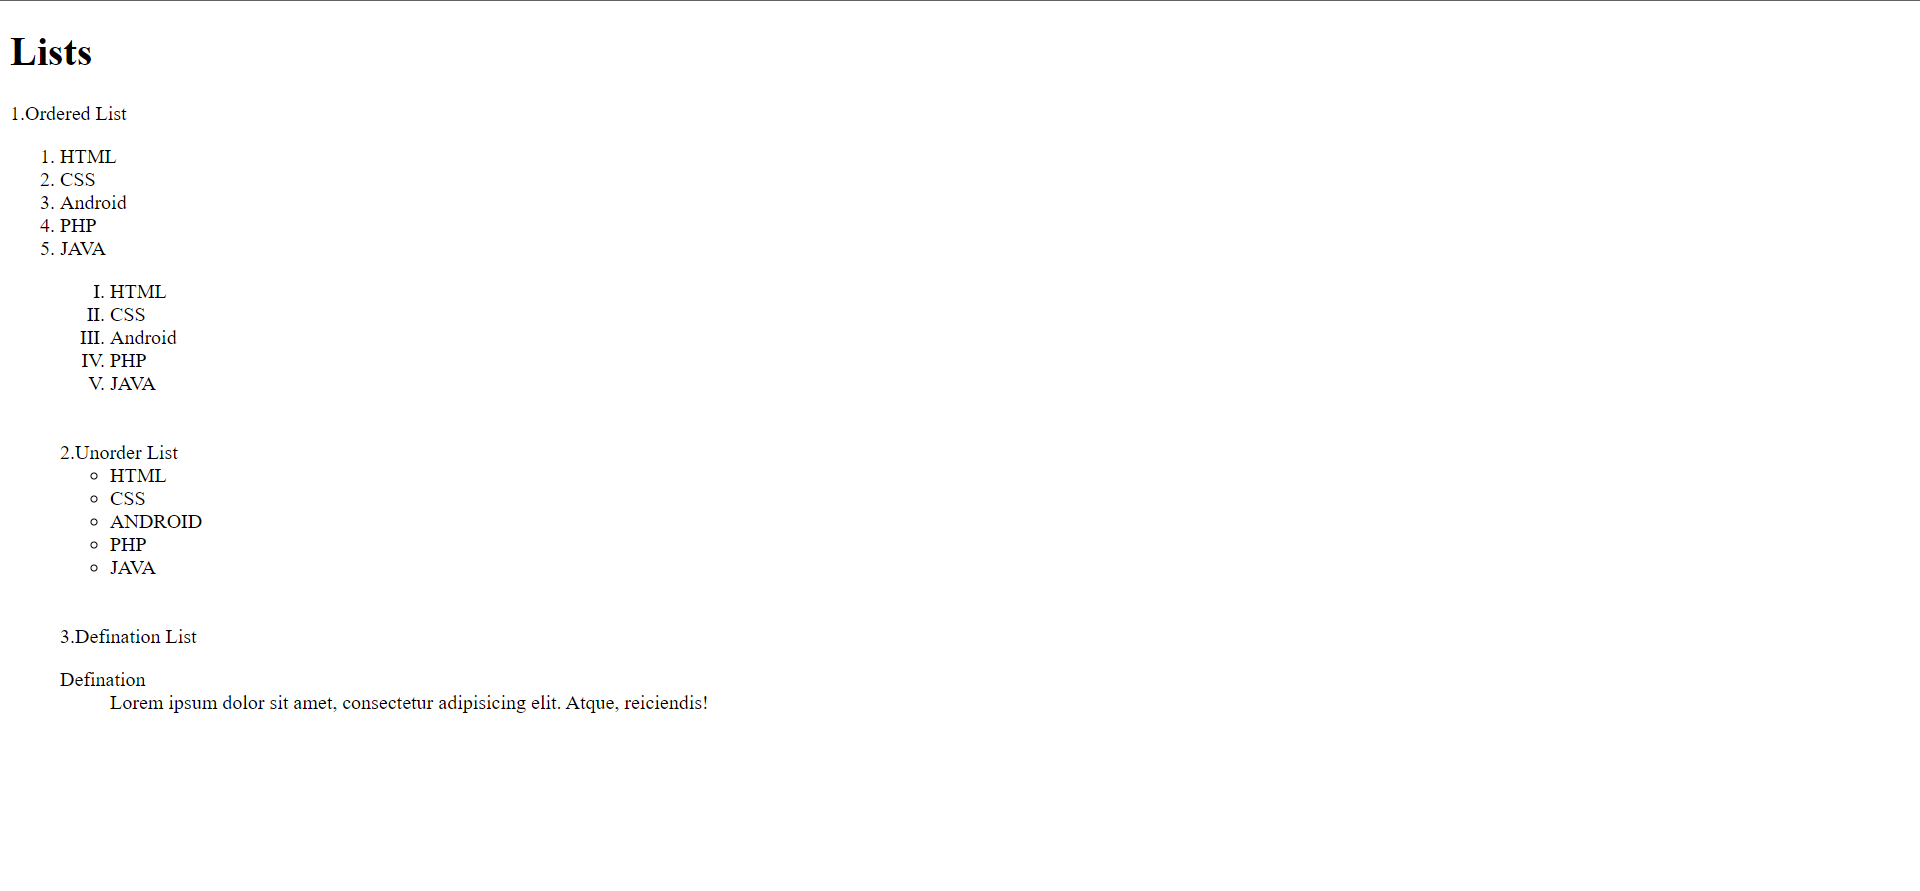 Lists
1.Ordered List
1. HTML
2. CSS
3. Android
4. PHP
5. JAVA
I. HTML
II. CSS
III. Android
IV. PHP
V. JAVA
2.Unorder List
HTML
CSS
ANDROID
PHP
JAVA
3.Defination List
Defination
Lorem ipsum dolor sit amet, consectetur adipisicing elit. Atque, reiciendis!